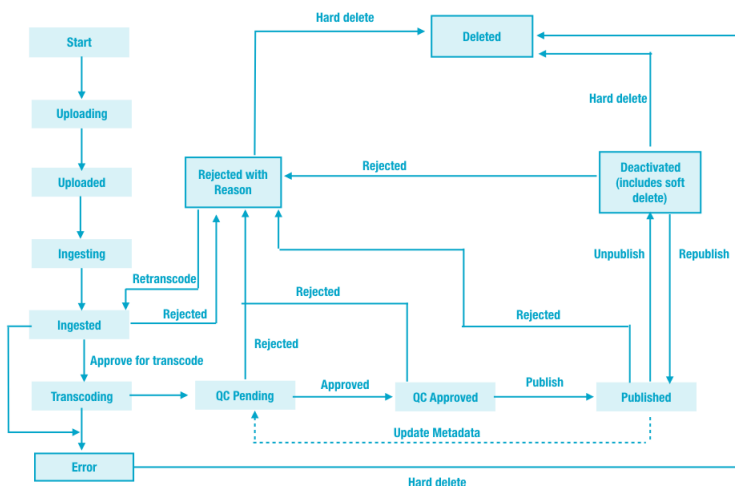 Hard delete
Start
Deleted
Hard delete
Uploading
Rejected
Deactivated
(includes soft
delete)
Rejected with
Reason
Uploaded
Ingesting
Unpublish
Republish
Retranscode
Rejected
Ingested
Rejected
Rejected
Rejected
Approve for transcode
Transcoding
QC Pending
Approved
QC Approved
Publish
Published
Update Metadata
Error
Hard delete